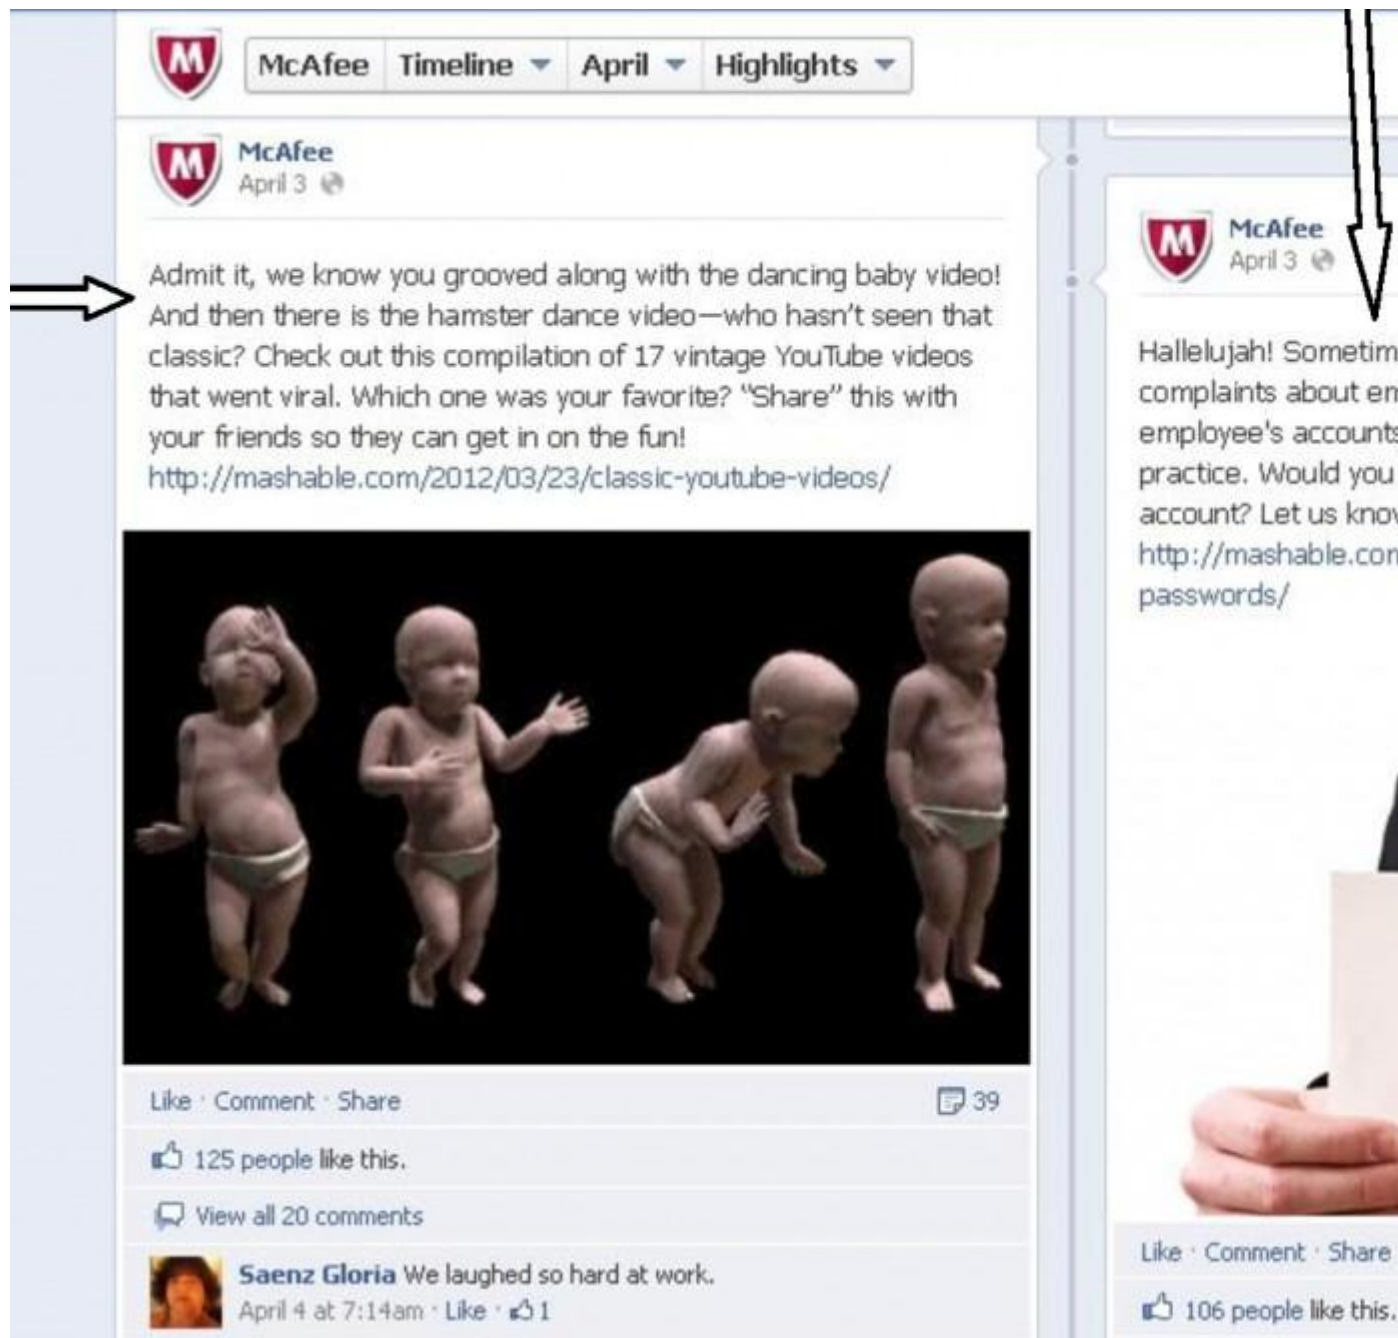 McAfee Timeline April Highlights
McAfee
April 3
Admit it, we know you grooved along with the dancing baby video!
And then there is the hamster dance video—who hasn't seen that
classic? Check out this compilation of 17 vintage YouTube videos
that went viral. Which one was your favorite? "Share" this with
your friends so they can get in on the fun!
http://mashable.com/2012/03/23/classic-youtube-videos/
Like · Comment · Share 39
125 people like this.
View all 20 comments
Saenz Gloria We laughed so hard at work.
April 4 at 7:14am · Like · 1
McAfee
April 3
Hallelujah! Sometim
complaints about em
employee's accounts
practice. Would you
account? Let us know
http://mashable.com
passwords/
Like · Comment · Share
106 people like this.